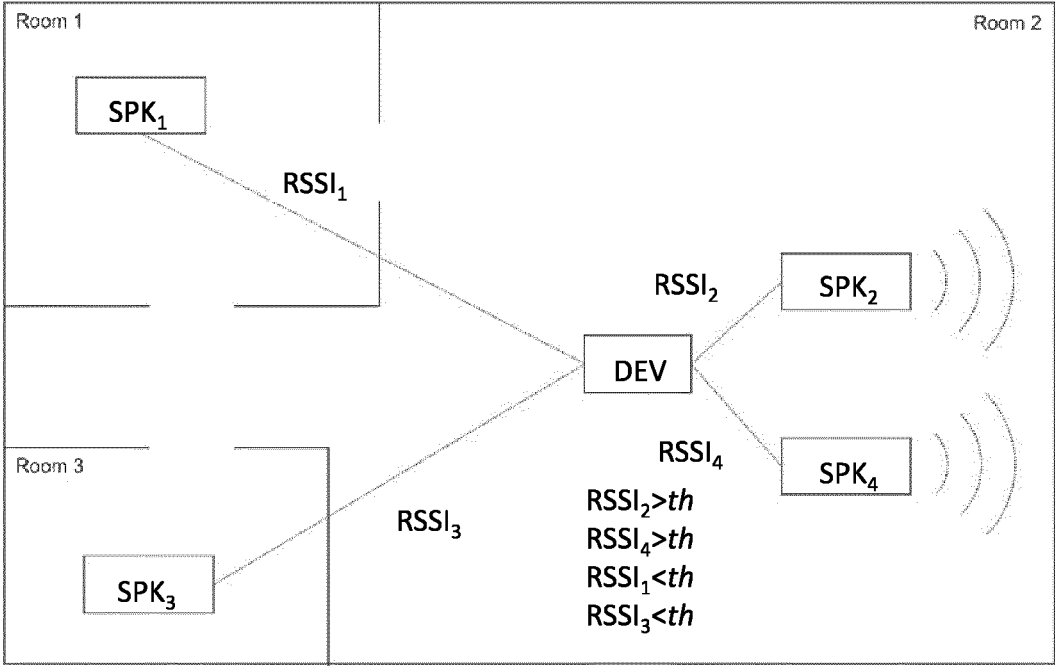 Room 1
Room 2
SPK₁
RSSI₁
RSSI₂
SPK₂
DEV
RSSI₄
SPK₄
Room 3
RSSI₃
SPK₃
RSSI₂>th
RSSI₄>th
RSSI₁<th
RSSI₃<th